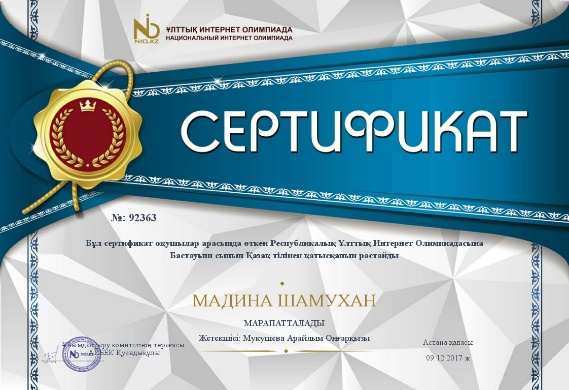 NIO.KZ
ҰЛТТЫҚ ИНТЕРНЕТ ОЛИМПИАДА
НАЦИОНАЛЬНЫЙ ИНТЕРНЕТ ОЛИМПИАДА
СЕРТИФИКАТ
№: 92363
Бұл сертификат оқушылар арасында өткен Республикалық Ұлттық Интернет Олимпиадасына
Бастауыш сынып Қазақ тілінен қатысқанын растайды
МАДИНА ШАМУХАН
МАРАПАТТАЛАДЫ
Жетекшісі: Мукушева Арайлым Оңғарқызы
Ұйымдастыру комитетінің төрағасы
Астана қаласы
09.12.2017 ж